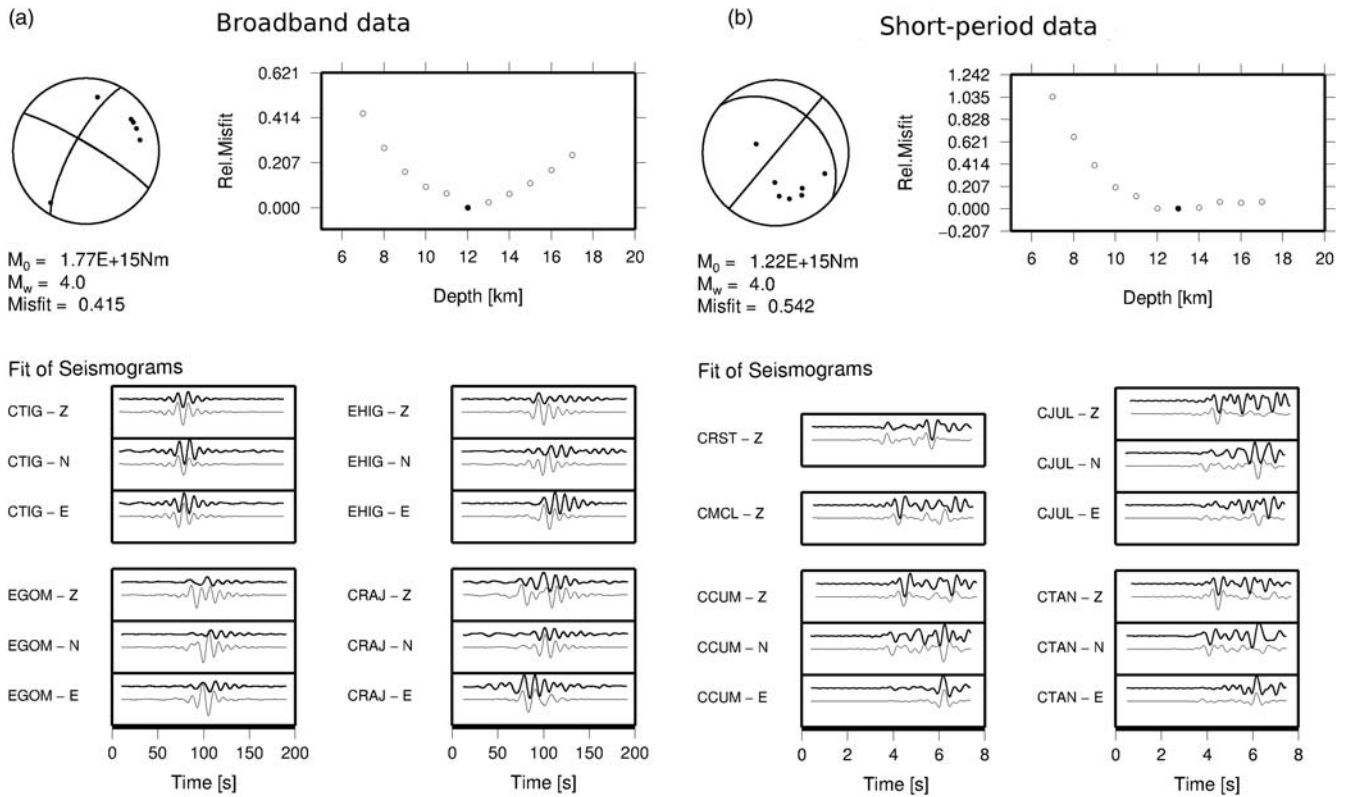 (a)
Broadband data
0.621
0.414
0.207
0.000
Rel.Misfit
6 8 10 12 14 16 18 20
Depth [km]
M0 = 1.77E+15Nm
Mw = 4.0
Misfit = 0.415
Fit of Seismograms
CTIG – Z
CTIG – N
CTIG – E
EGOM – Z
EGOM – N
EGOM – E
0 50 100 150 200
Time [s]
EHIG – Z
EHIG – N
EHIG – E
CRAJ – Z
CRAJ – N
CRAJ – E
0 50 100 150 200
Time [s]
(b)
Short-period data
1.242
1.035
0.828
0.621
0.414
0.207
0.000
−0.207
Rel.Misfit
6 8 10 12 14 16 18 20
Depth [km]
M0 = 1.22E+15Nm
Mw = 4.0
Misfit = 0.542
Fit of Seismograms
CRST – Z
CMCL – Z
CCUM – Z
CCUM – N
CCUM – E
0 2 4 6 8
Time [s]
CJUL – Z
CJUL – N
CJUL – E
CTAN – Z
CTAN – N
CTAN – E
0 2 4 6 8
Time [s]